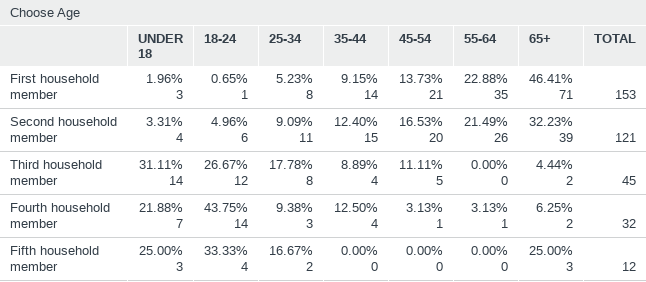 Choose Age
UNDER 18 18-24 25-34 35-44 45-54 55-64 65+ TOTAL
First household 1.96% 0.65% 5.23% 9.15% 13.73% 22.88% 46.41%
member 3 1 8 14 21 35 71 153
Second household 3.31% 4.96% 9.09% 12.40% 16.53% 21.49% 32.23%
member 4 6 11 15 20 26 39 121
Third household 31.11% 26.67% 17.78% 8.89% 11.11% 0.00% 4.44%
member 14 12 8 4 5 0 2 45
Fourth household 21.88% 43.75% 9.38% 12.50% 3.13% 3.13% 6.25%
member 7 14 3 4 1 1 2 32
Fifth household 25.00% 33.33% 16.67% 0.00% 0.00% 0.00% 25.00%
member 3 4 2 0 0 0 3 12